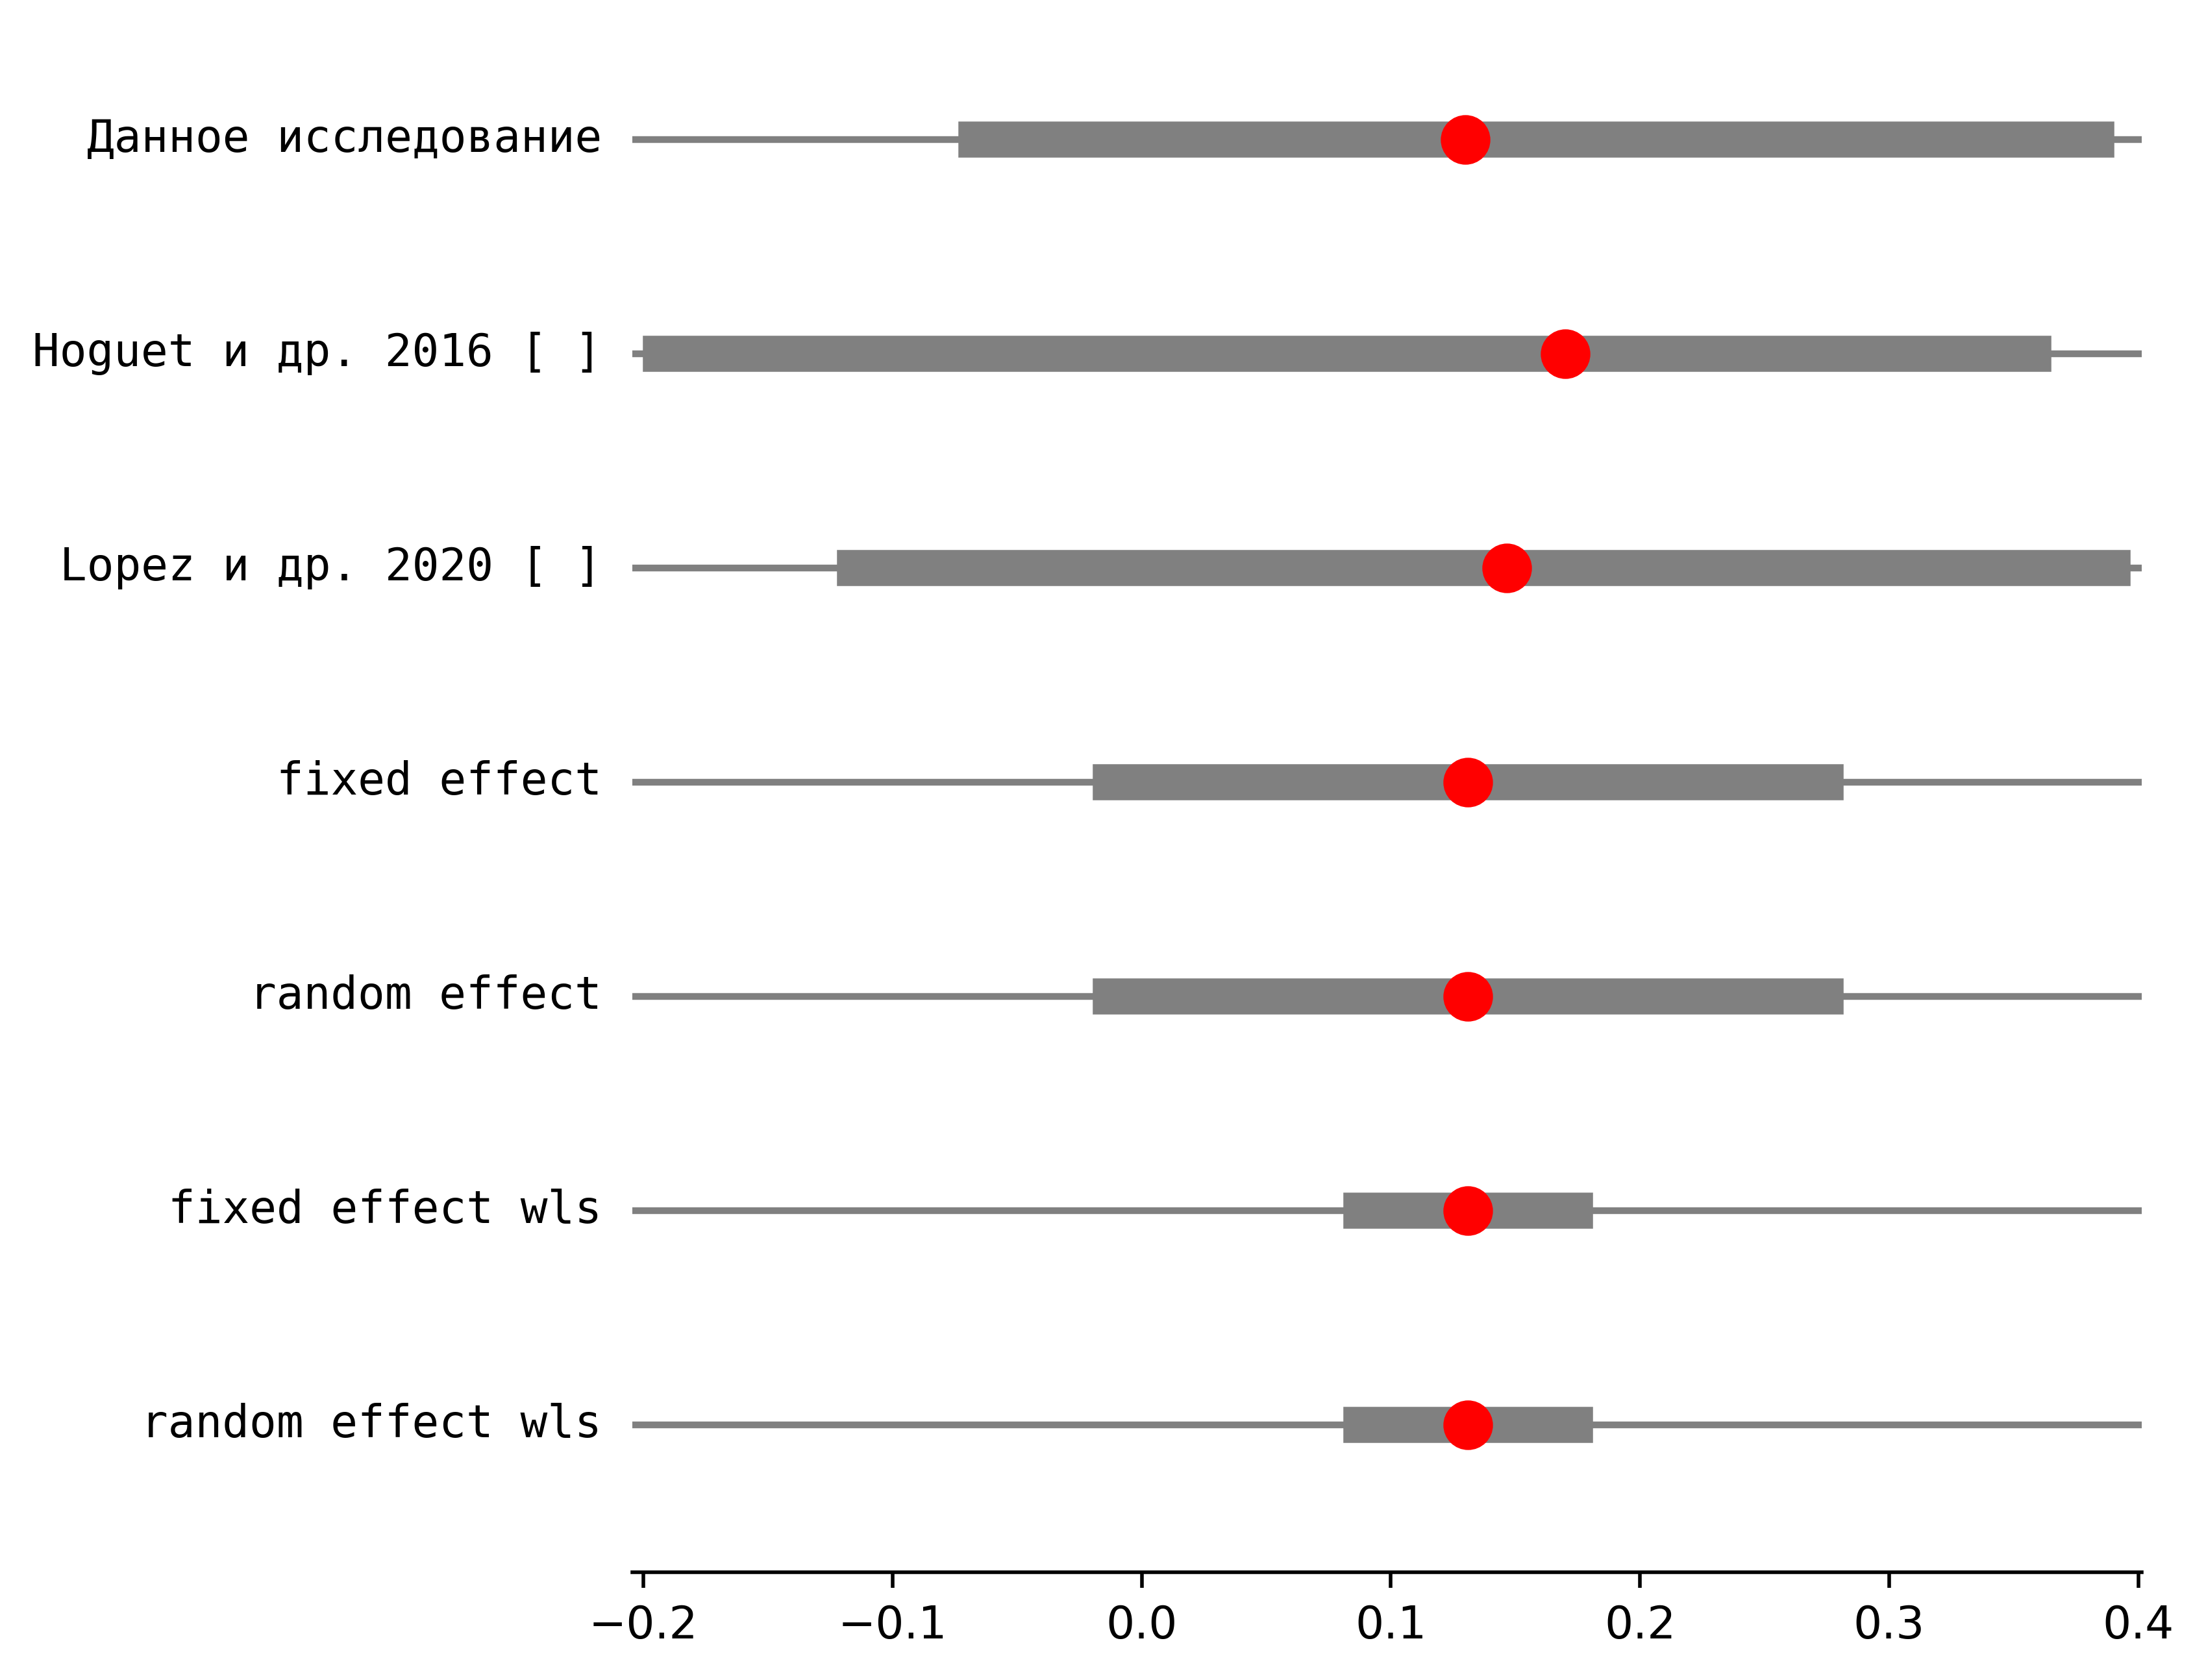 Данное исследование
Hoguet и др. 2016 [ ]
Lopez и др. 2020 [ ]
fixed effect
random effect
fixed effect wls
random effect wls
−0.2 −0.1 0.0 0.1 0.2 0.3 0.4